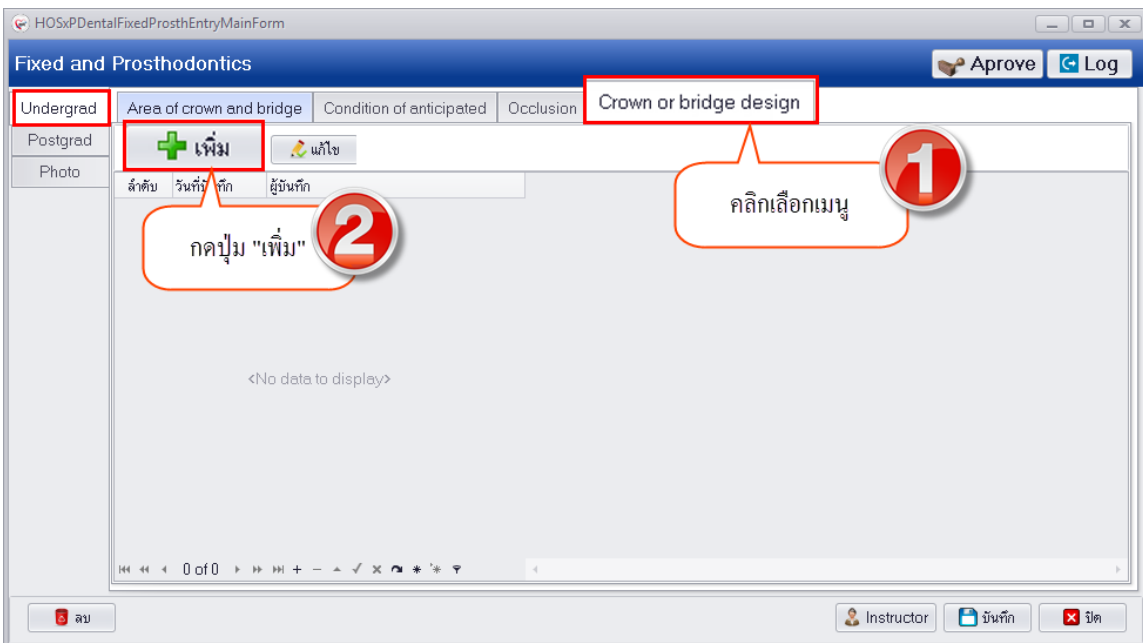 HOSxPDentalFixedProsthEntryMainForm
Fixed and Prosthodontics
Aprove
Log
Undergrad
Postgrad
Photo
Area of crown and bridge
Condition of anticipated
Occlusion
Crown or bridge design
เพิ่ม
แก้ไข
1
คลิกเลือกเมนู
ลำดับ
ผู้บันทึก
2
กดปุ่ม "เพิ่ม"
<No data to display>
0 of 0
ลบ
Instructor
บันทึก
ปิด